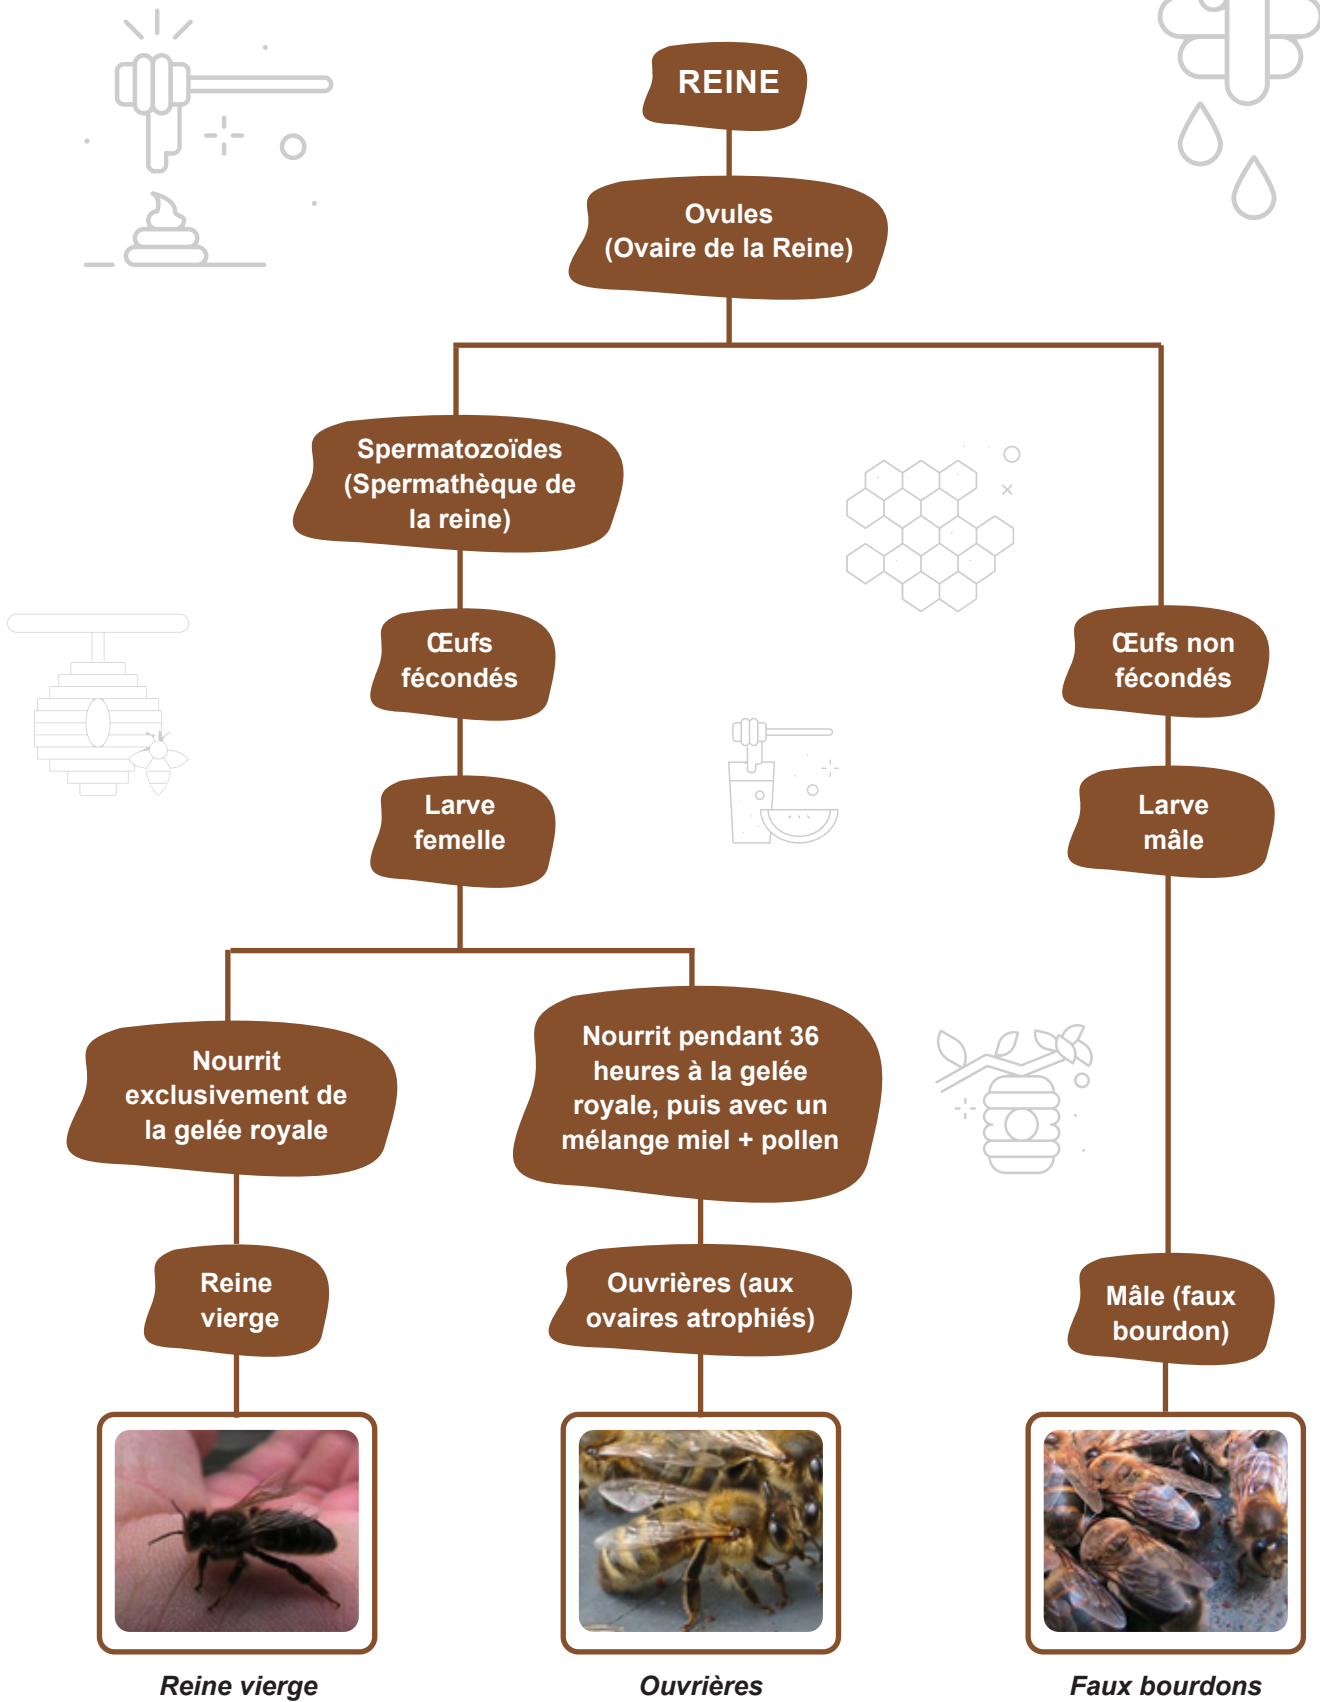 REINE
Ovules
(Ovaire de la Reine)
Spermatozoïdes
(Spermathèque de
la reine)
Œufs
fécondés
Œufs non
fécondés
Larve
femelle
Larve
mâle
Nourrit
exclusivement de
la gelée royale
Nourrit pendant 36
heures à la gelée
royale, puis avec un
mélange miel + pollen
Reine
vierge
Ouvrières (aux
ovaires atrophiés)
Mâle (faux
bourdon)
Reine vierge
Ouvrières
Faux bourdons